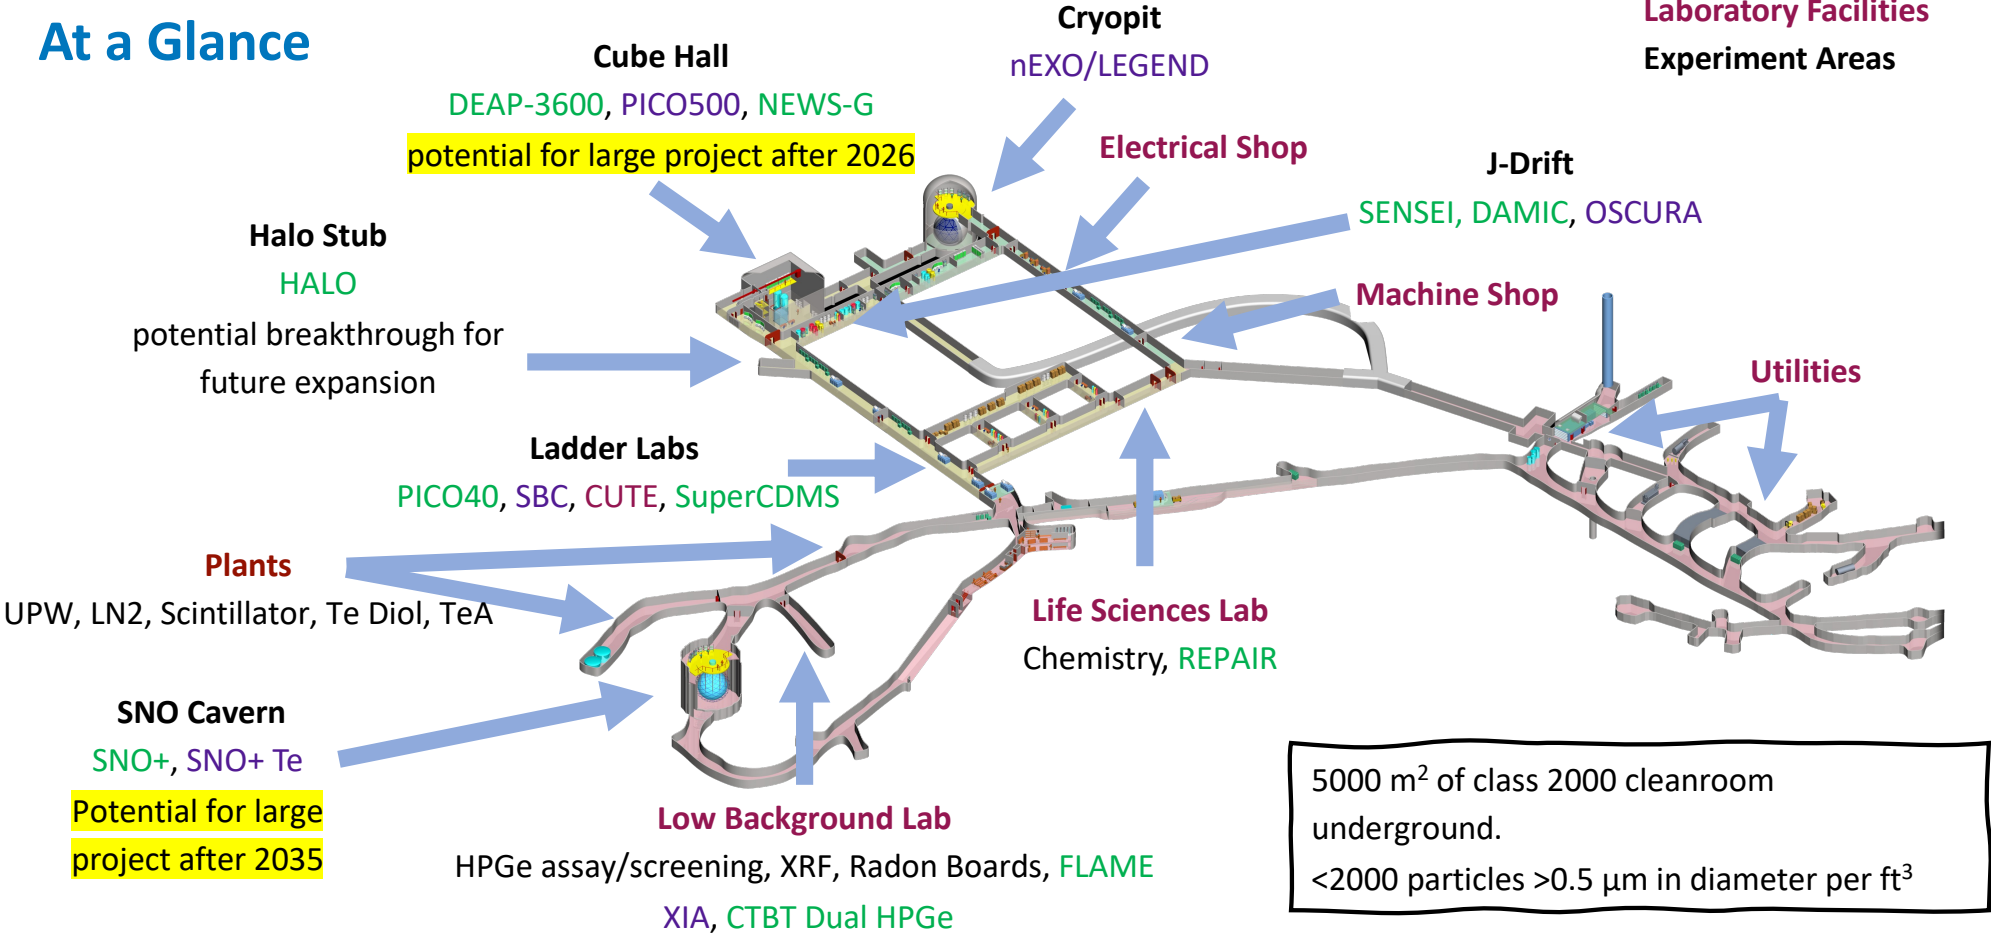 At a Glance
Cryopit
nEXO/LEGEND
Laboratory Facilities
Experiment Areas
Cube Hall
DEAP-3600, PICO500, NEWS-G
potential for large project after 2026
Electrical Shop
J-Drift
SENSEI, DAMIC, OSCURA
Halo Stub
HALO
potential breakthrough for
future expansion
Machine Shop
Utilities
Ladder Labs
PICO40, SBC, CUTE, SuperCDMS
Plants
UPW, LN2, Scintillator, Te Diol, TeA
Life Sciences Lab
Chemistry, REPAIR
SNO Cavern
SNO+, SNO+ Te
Potential for large
project after 2035
Low Background Lab
HPGe assay/screening, XRF, Radon Boards, FLAME
XIA, CTBT Dual HPGe
5000 m² of class 2000 cleanroom
underground.
<2000 particles >0.5 µm in diameter per ft³